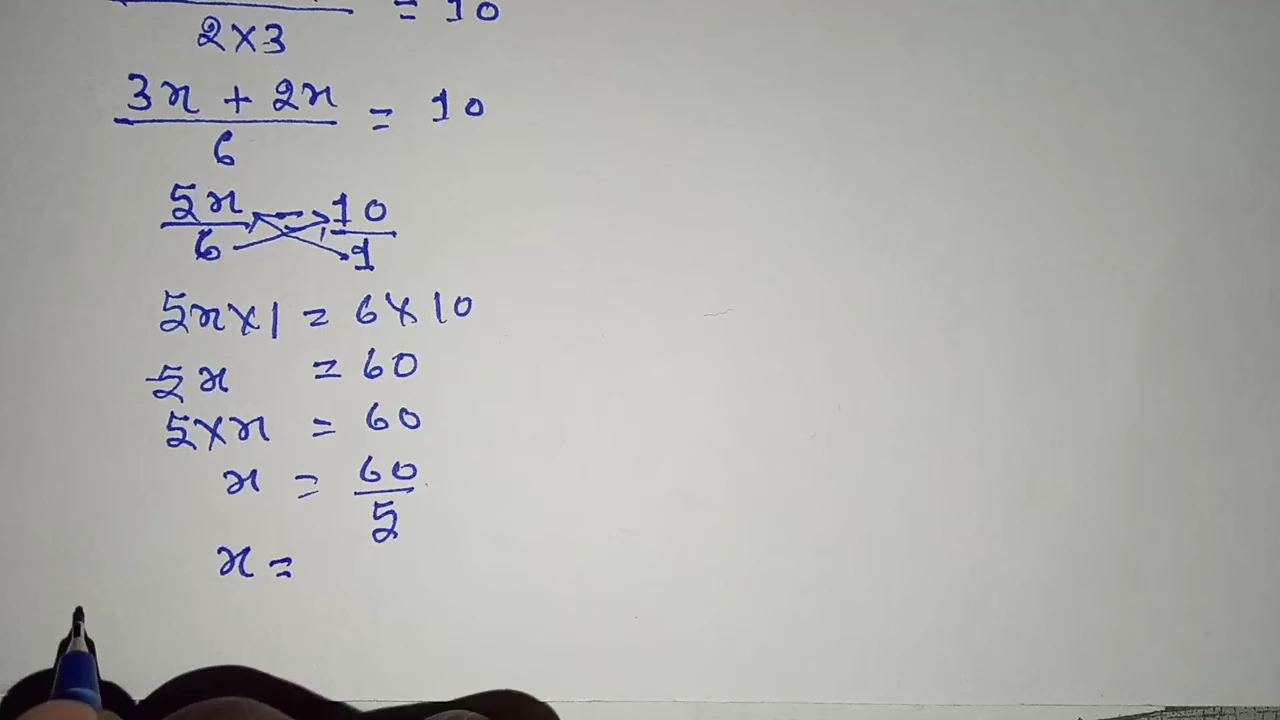 = 10
2×3
3x + 2x = 10
6
5x = 10
6 1
5x×1 = 6×10
5x = 60
5×x = 60
x = 60
5
x =